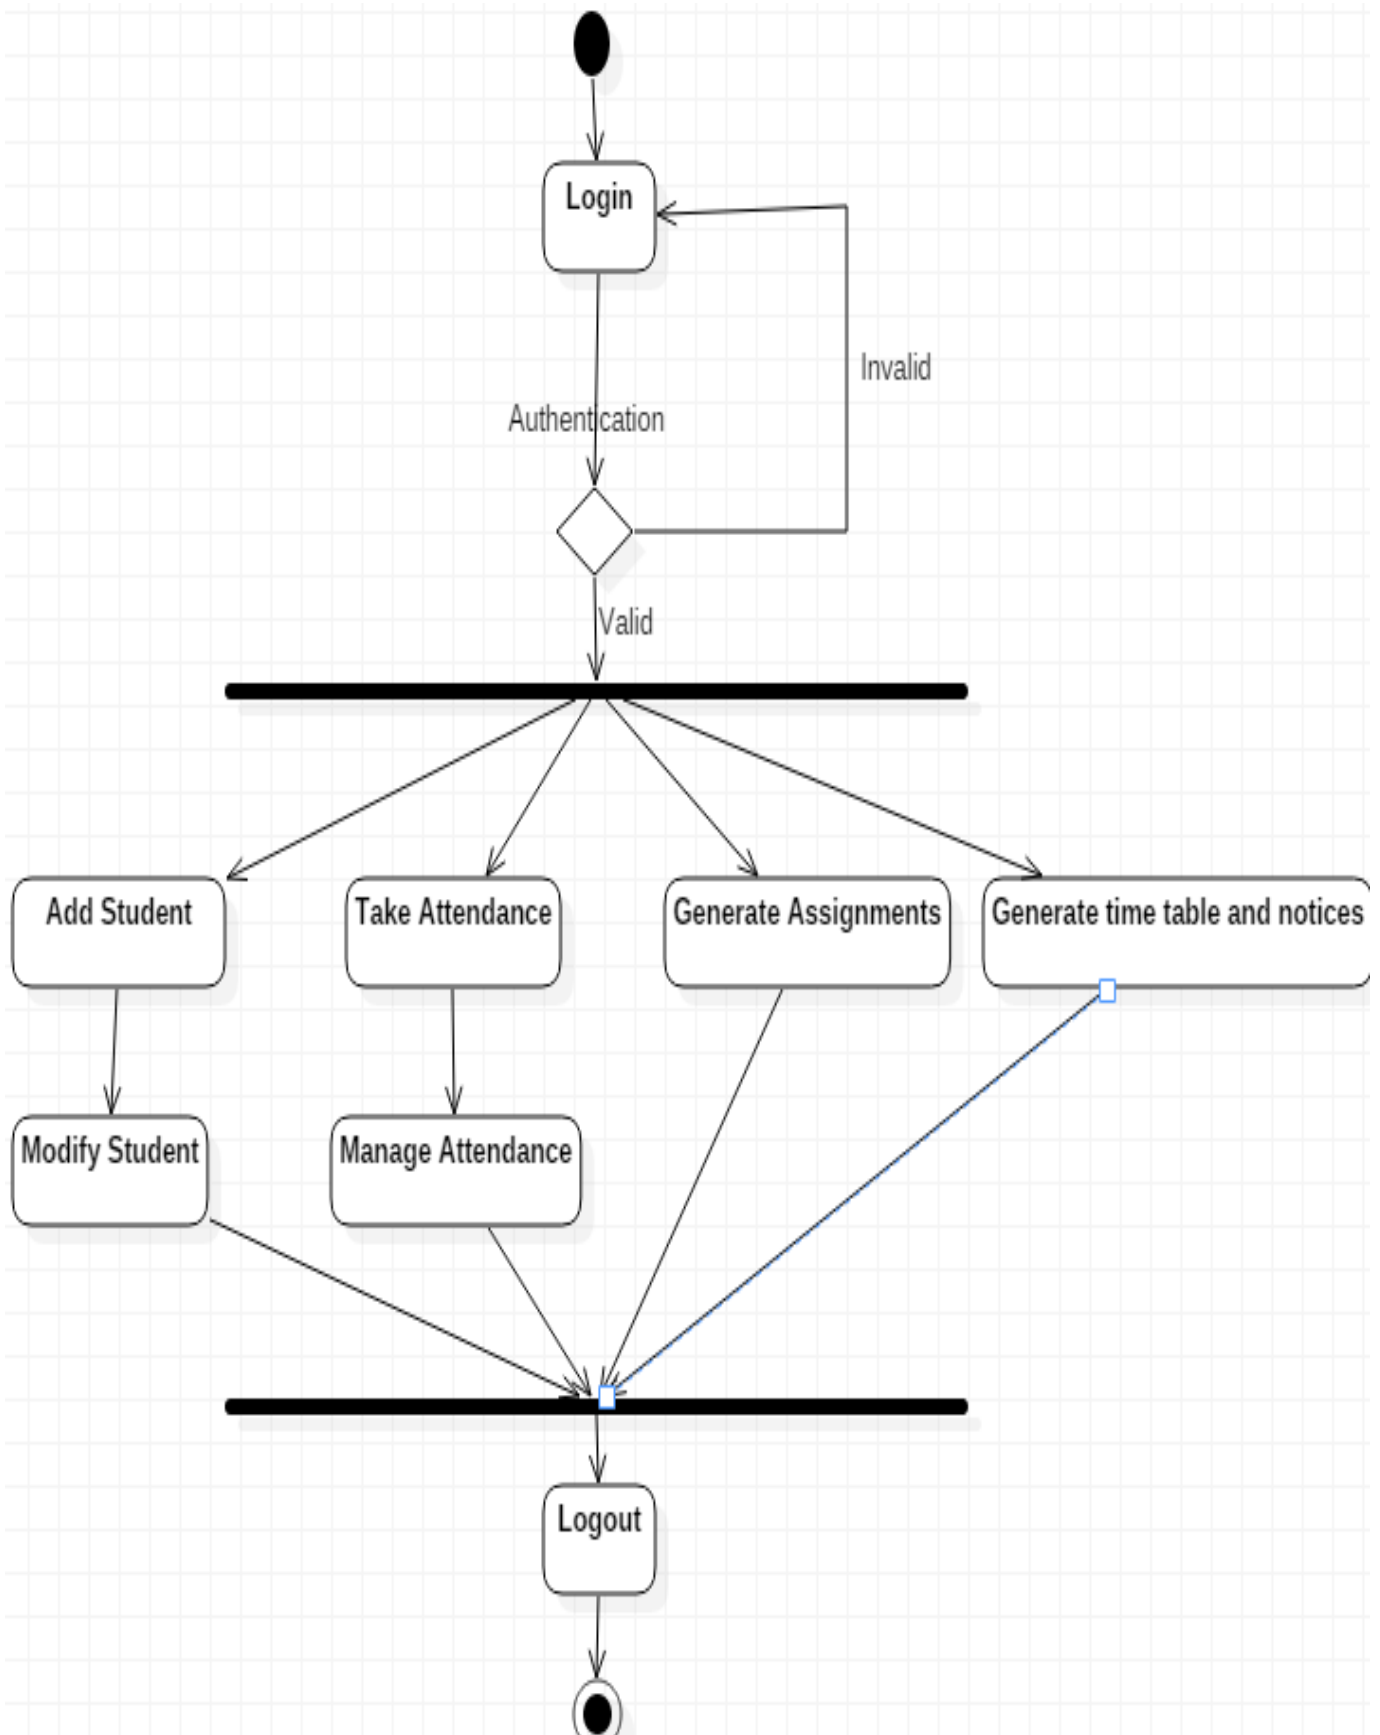 Login
Invalid
Authentication
Valid
Add Student
Take Attendance
Generate Assignments
Generate time table and notices
Modify Student
Manage Attendance
Logout